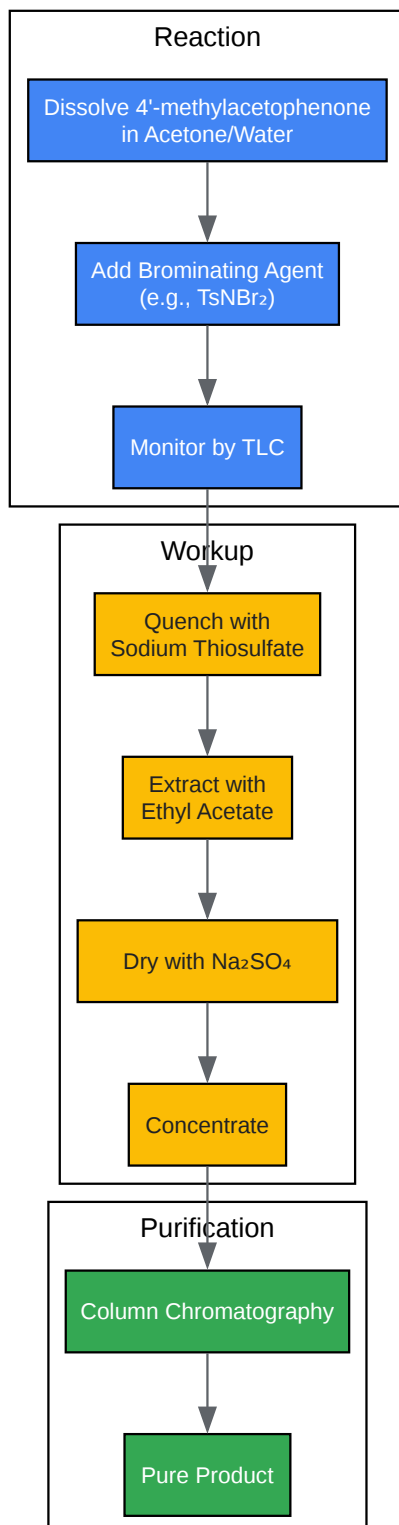 Reaction
Dissolve 4'-methylacetophenone
in Acetone/Water
Add Brominating Agent
(e.g., TsNBr₂)
Monitor by TLC
Workup
Quench with
Sodium Thiosulfate
Extract with
Ethyl Acetate
Dry with Na₂SO₄
Concentrate
Purification
Column Chromatography
Pure Product